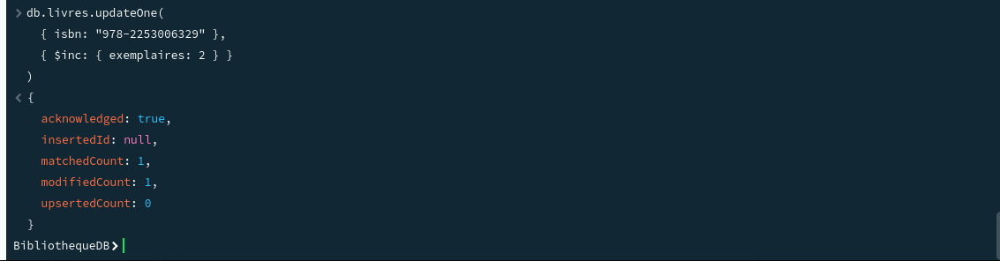 > db.livres.updateOne(
{ isbn: "978-2253006329" },
{ $inc: { exemplaires: 2 } }
)
< {
acknowledged: true,
insertedId: null,
matchedCount: 1,
modifiedCount: 1,
upsertedCount: 0
}
BibliothequeDB>